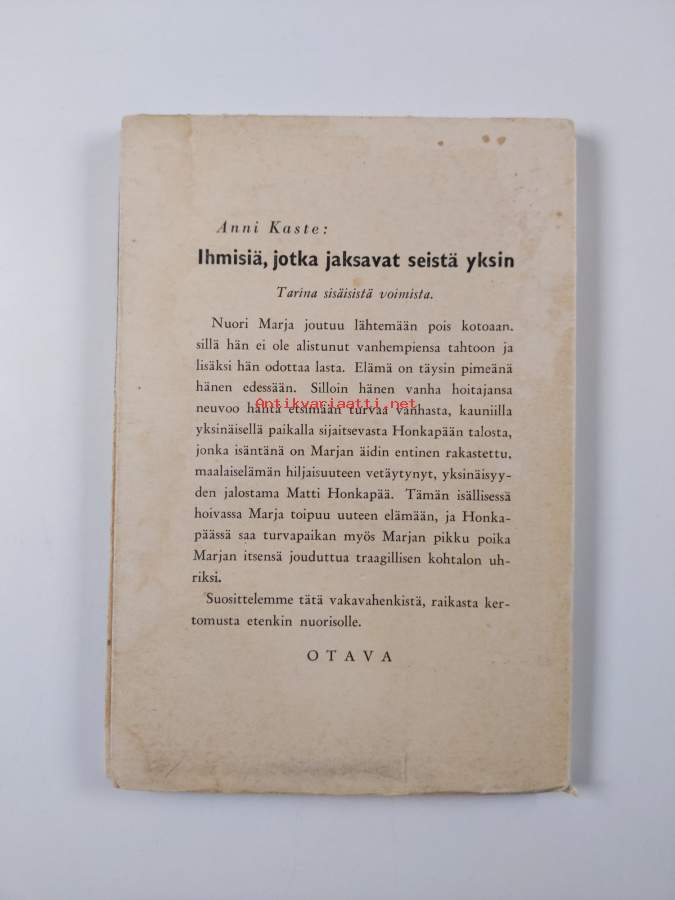 Anni Kaste:
Ihmisiä, jotka jaksavat seistä yksin
Tarina sisäisistä voimista.
Nuori Marja joutuu lähtemään pois kotoaan.
sillä hän ei ole alistunut vanhempiensa tahtoon ja
lisäksi hän odottaa lasta. Elämä on täysin pimeänä
hänen edessään. Silloin hänen vanha hoitajansa
Antikvariaatti.net
neuvoo häntä etsimään turvaa vanhasta, kauniilla
yksinäisellä paikalla sijaitsevasta Honkapään talosta,
jonka isäntänä on Marjan äidin entinen rakastettu,
maalaiselämän hiljaisuuteen vetäytynyt, yksinäisyy-
den jalostama Matti Honkapää. Tämän isällisessä
hoivassa Marja toipuu uuteen elämään, ja Honka-
päässä saa turvapaikan myös Marjan pikku poika
Marjan itsensä jouduttua traagillisen kohtalon uh-
riksi.
Suosittelemme tätä vakavahenkistä, raikasta ker-
tomusta etenkin nuorisolle.
OTAVA